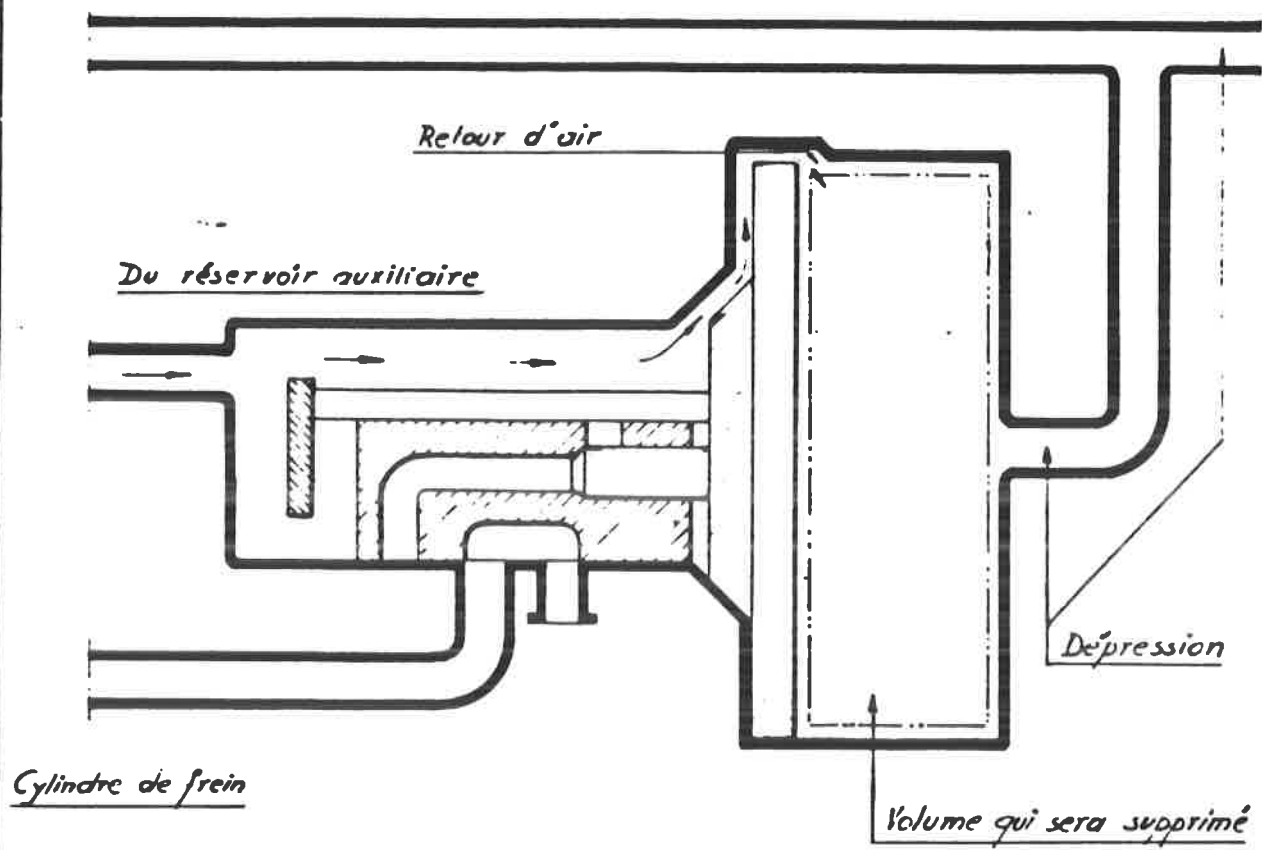 Retour d'air
Du réservoir auxiliaire
Dépression
Cylindre de frein
Volume qui sera supprimé